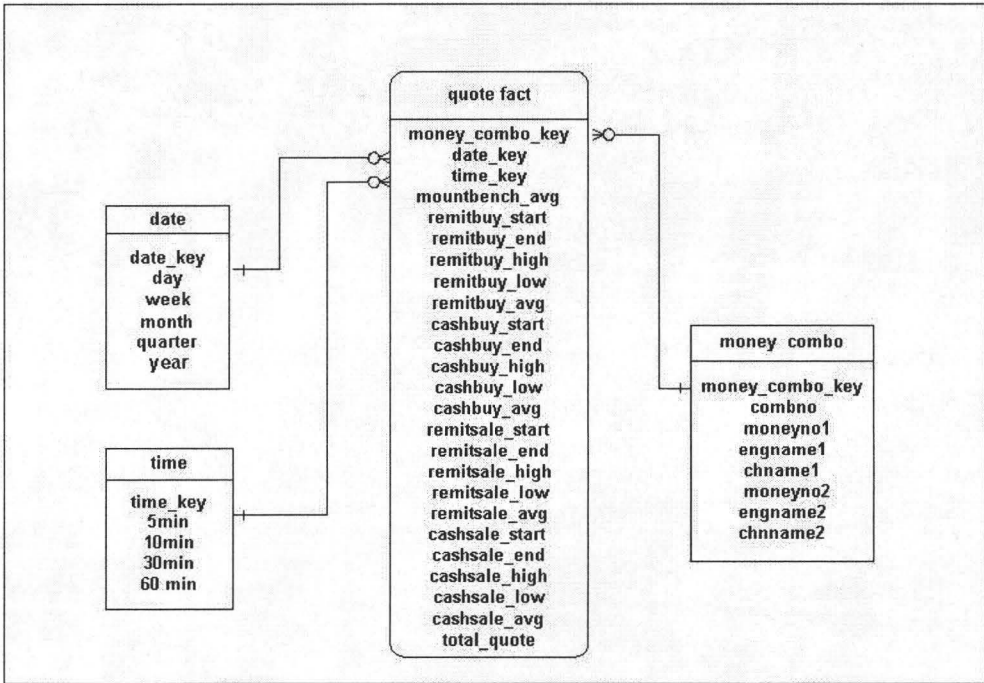 quote fact
money_combo_key
date_key
time_key
mountbench_avg
remitbuy_start
remitbuy_end
remitbuy_high
remitbuy_low
remitbuy_avg
cashbuy_start
cashbuy_end
cashbuy_high
cashbuy_low
cashbuy_avg
remitsale_start
remitsale_end
remitsale_high
remitsale_low
remitsale_avg
cashsale_start
cashsale_end
cashsale_high
cashsale_low
cashsale_avg
total_quote
date
date_key
day
week
month
quarter
year
time
time_key
5min
10min
30min
60 min
money combo
money_combo_key
combno
moneyno1
engname1
chname1
moneyno2
engname2
chnname2